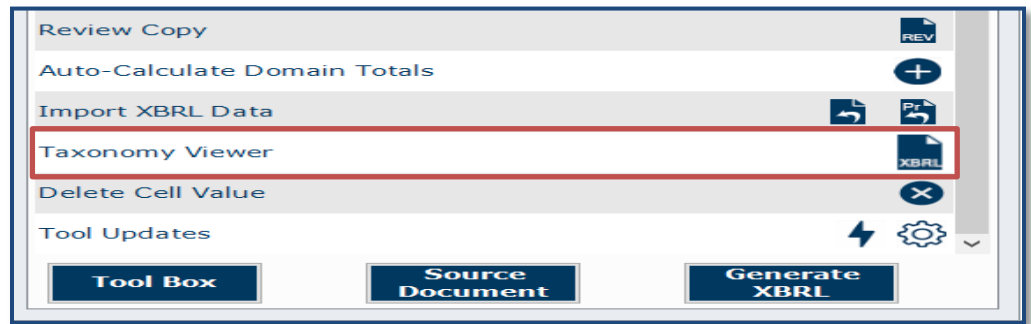 Review Copy
REV
Auto-Calculate Domain Totals
Import XBRL Data
Pr
Taxonomy Viewer
XBRL
Delete Cell Value
Tool Updates
Tool Box
Source
Document
Generate
XBRL